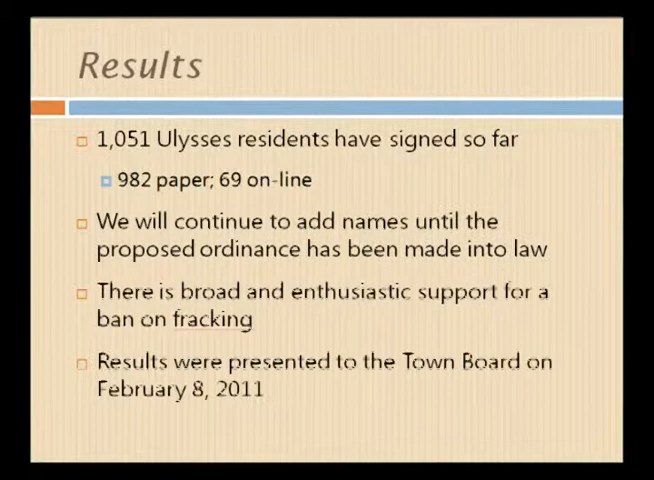 Results
1,051 Ulysses residents have signed so far
982 paper; 69 on-line
We will continue to add names until the
proposed ordinance has been made into law
There is broad and enthusiastic support for a
ban on fracking
Results were presented to the Town Board on
February 8, 2011